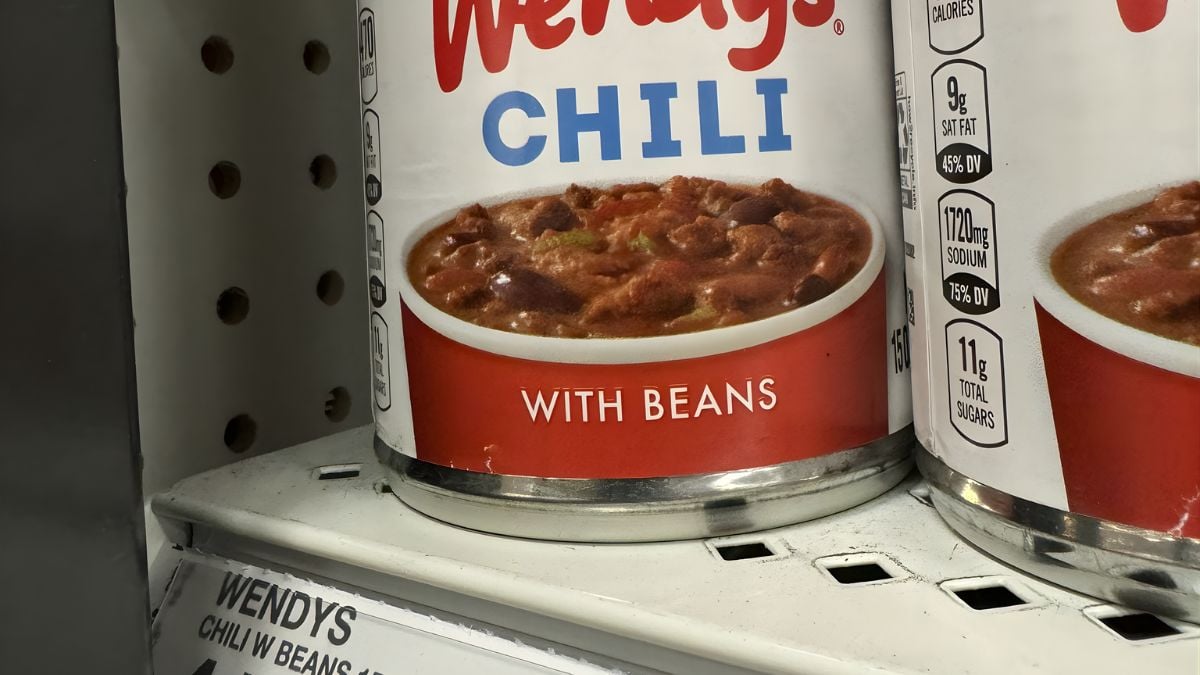 Wendy's®
CHILI
WITH BEANS
CALORIES
9g
SAT FAT
45% DV
1720mg
SODIUM
75% DV
11g
TOTAL
SUGARS
150
WENDYS
CHILI W BEANS